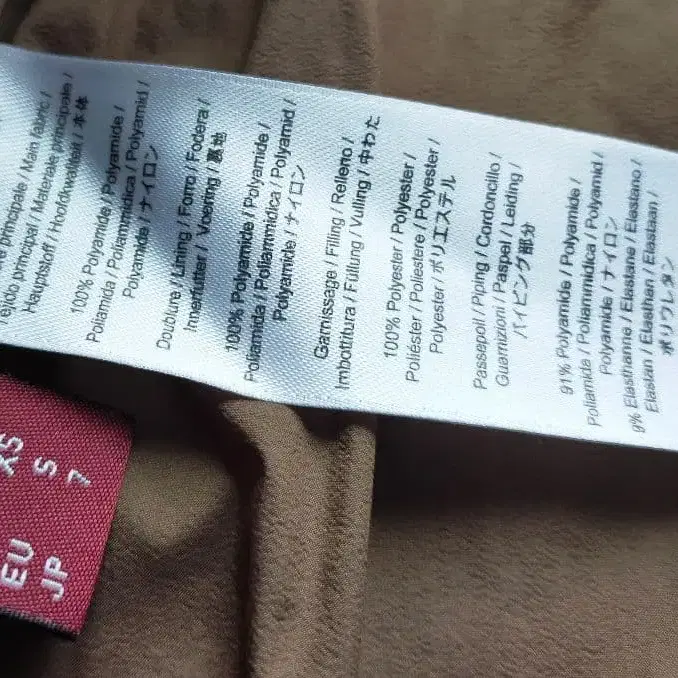 principale / Main fabric /
Tejido principal / Materiale principale /
Hauptstoff / Hoofdkwaliteit / 本体
100% Polyamide / Polyamide /
Poliamida / Poliammidica / Polyamid /
Polyamide / ナイロン
Doublure / Lining / Forro / Fodera /
Innerfutter / Voering / 裏地
100% Polyamide / Polyamide /
Poliamida / Poliammidica / Polyamid /
Polyamide / ナイロン
Garnissage / Filling / Relleno /
Imbottitura / Füllung / Vulling / 中わた
100% Polyester / Polyester /
Poliéster / Poliestere / Polyester /
Polyester / ポリエステル
Passepoil / Piping / Cordoncillo /
Guarnizioni / Paspel / Leiding /
パイピング部分
91% Polyamide / Polyamide /
Poliamida / Poliammidica / Polyamid /
Polyamide / ナイロン
9% Elasthanne / Elastane / Elastano /
Elastan / Elasthan / Elastaan /
ポリウレタン
XS
EU S
JP 7